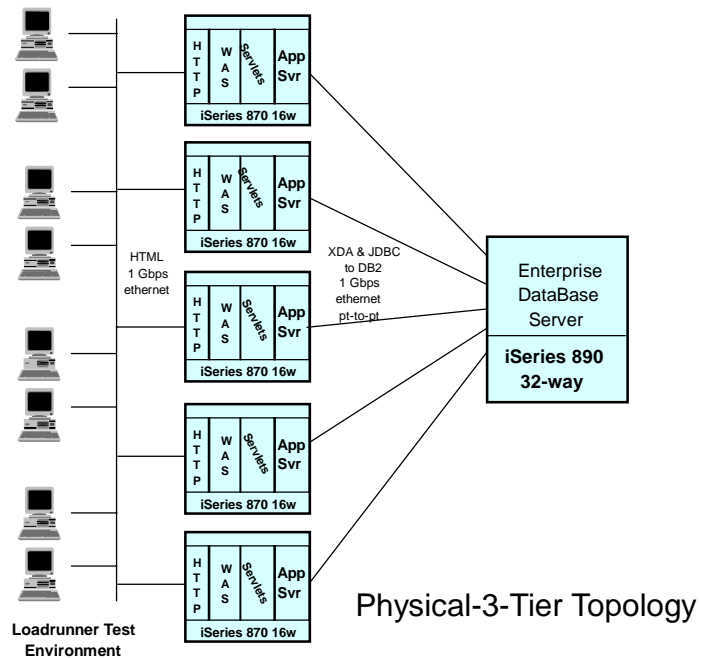 H
T
T
P
W
A
S
Servlets
App
Svr
iSeries 870 16w
H
T
T
P
W
A
S
Servlets
App
Svr
iSeries 870 16w
HTML
1 Gbps
ethernet
XDA & JDBC
to DB2
1 Gbps
ethernet
pt-to-pt
H
T
T
P
W
A
S
Servlets
App
Svr
iSeries 870 16w
Enterprise
DataBase
Server
iSeries 890
32-way
H
T
T
P
W
A
S
Servlets
App
Svr
iSeries 870 16w
H
T
T
P
W
A
S
Servlets
App
Svr
iSeries 870 16w
Physical-3-Tier Topology
Loadrunner Test
Environment